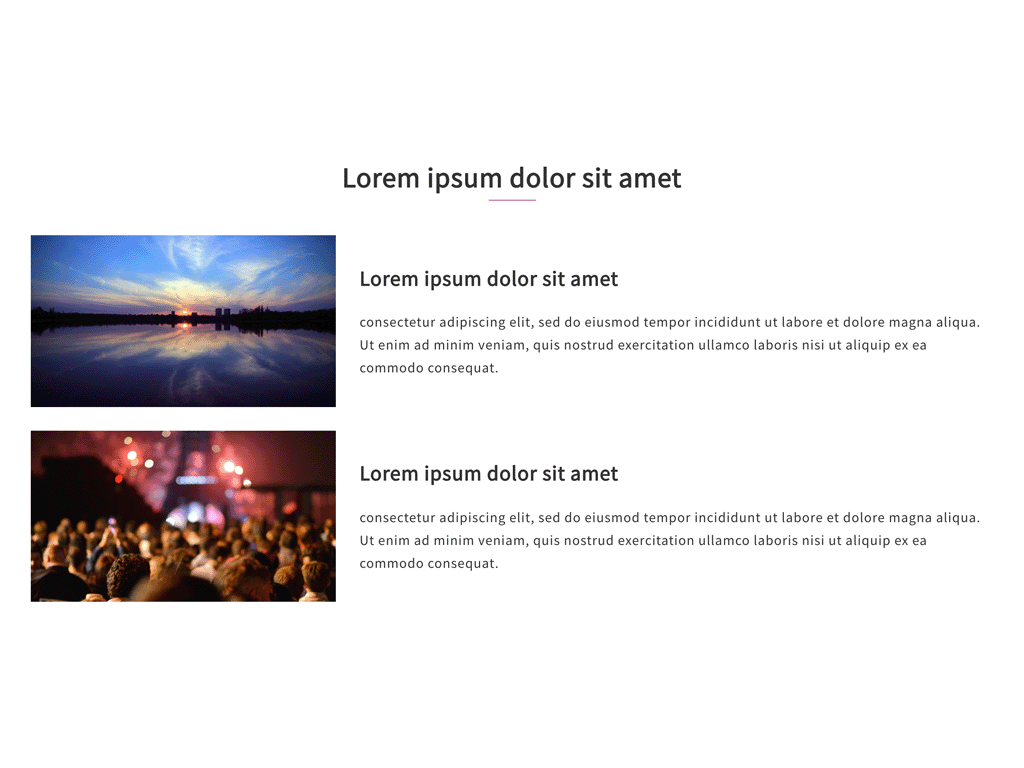 Lorem ipsum dolor sit amet
Lorem ipsum dolor sit amet
consectetur adipiscing elit, sed do eiusmod tempor incididunt ut labore et dolore magna aliqua.
Ut enim ad minim veniam, quis nostrud exercitation ullamco laboris nisi ut aliquip ex ea
commodo consequat.
Lorem ipsum dolor sit amet
consectetur adipiscing elit, sed do eiusmod tempor incididunt ut labore et dolore magna aliqua.
Ut enim ad minim veniam, quis nostrud exercitation ullamco laboris nisi ut aliquip ex ea
commodo consequat.